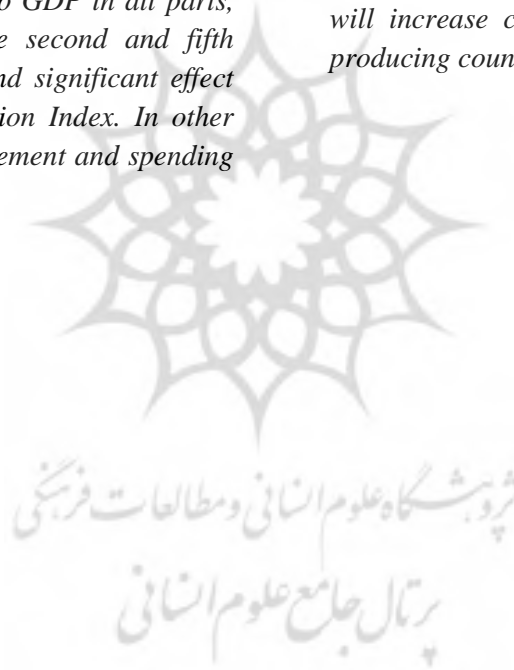 o GDP in all parts,
e second and fifth
nd significant effect
ion Index. In other
ement and spending
will increase c
producing coun
ژوہشگاه علوم انسانی و مطالعات فرهنگی
پرتال جامع علوم انسانی